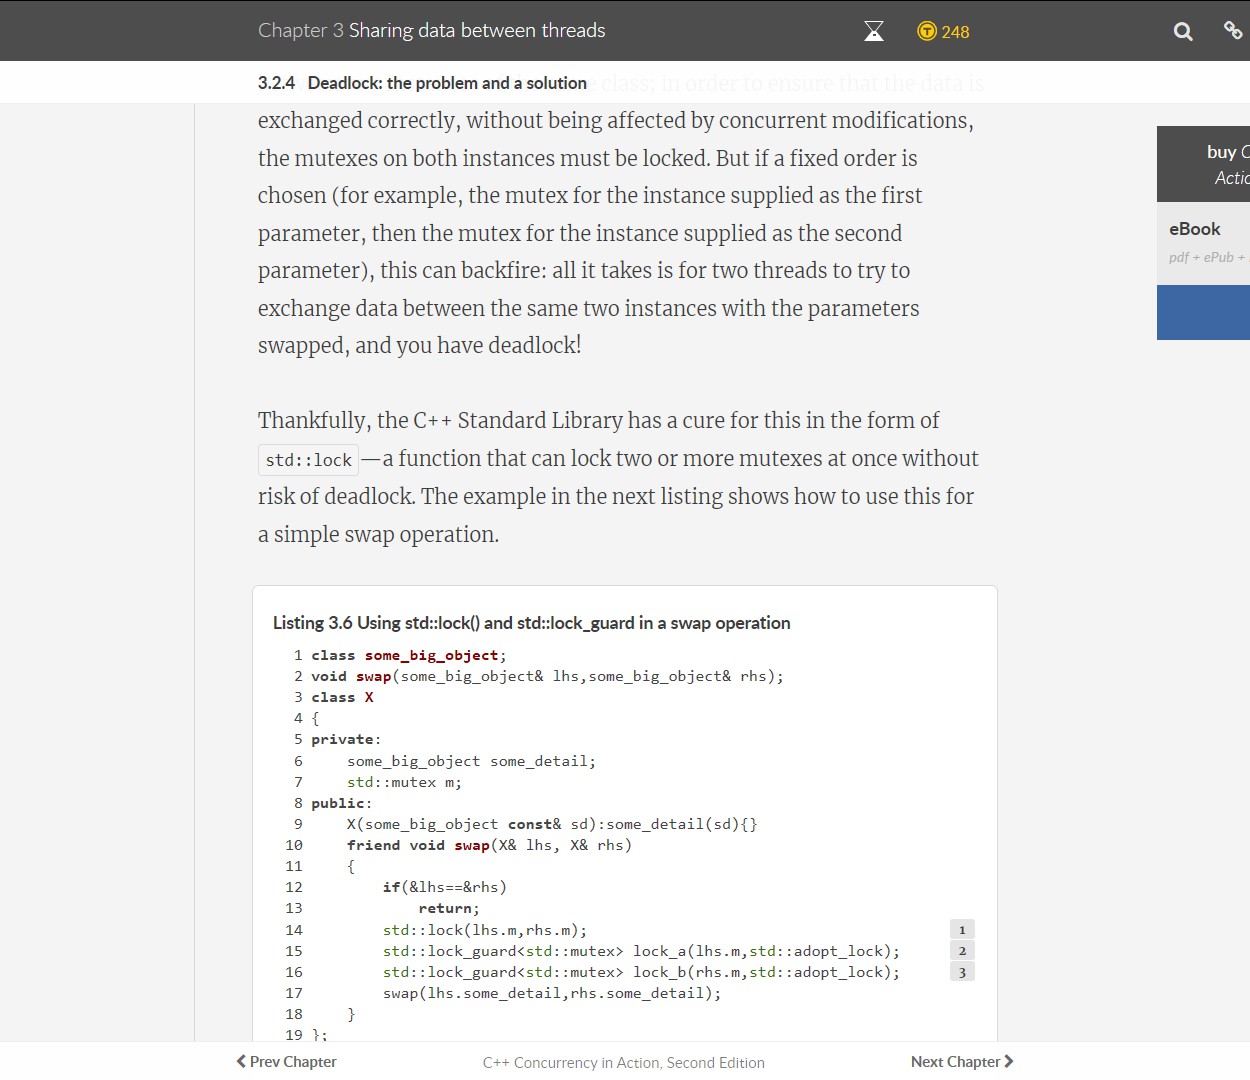 Chapter 3 Sharing data between threads
248
3.2.4 Deadlock: the problem and a solution
class; in order to ensure that the data is
exchanged correctly, without being affected by concurrent modifications,
the mutexes on both instances must be locked. But if a fixed order is
chosen (for example, the mutex for the instance supplied as the first
parameter, then the mutex for the instance supplied as the second
parameter), this can backfire: all it takes is for two threads to try to
exchange data between the same two instances with the parameters
swapped, and you have deadlock!
Thankfully, the C++ Standard Library has a cure for this in the form of
std::lock—a function that can lock two or more mutexes at once without
risk of deadlock. The example in the next listing shows how to use this for
a simple swap operation.
Listing 3.6 Using std::lock() and std::lock_guard in a swap operation
1 class some_big_object;
2 void swap(some_big_object& lhs,some_big_object& rhs);
3 class X
4 {
5 private:
6     some_big_object some_detail;
7     std::mutex m;
8 public:
9     X(some_big_object const& sd):some_detail(sd){}
10     friend void swap(X& lhs, X& rhs)
11     {
12         if(&lhs==&rhs)
13             return;
14         std::lock(lhs.m,rhs.m); 1
15         std::lock_guard<std::mutex> lock_a(lhs.m,std::adopt_lock); 2
16         std::lock_guard<std::mutex> lock_b(rhs.m,std::adopt_lock); 3
17         swap(lhs.some_detail,rhs.some_detail);
18     }
19 };
buy C
Actio
eBook
pdf + ePub +
Prev Chapter
C++ Concurrency in Action, Second Edition
Next Chapter